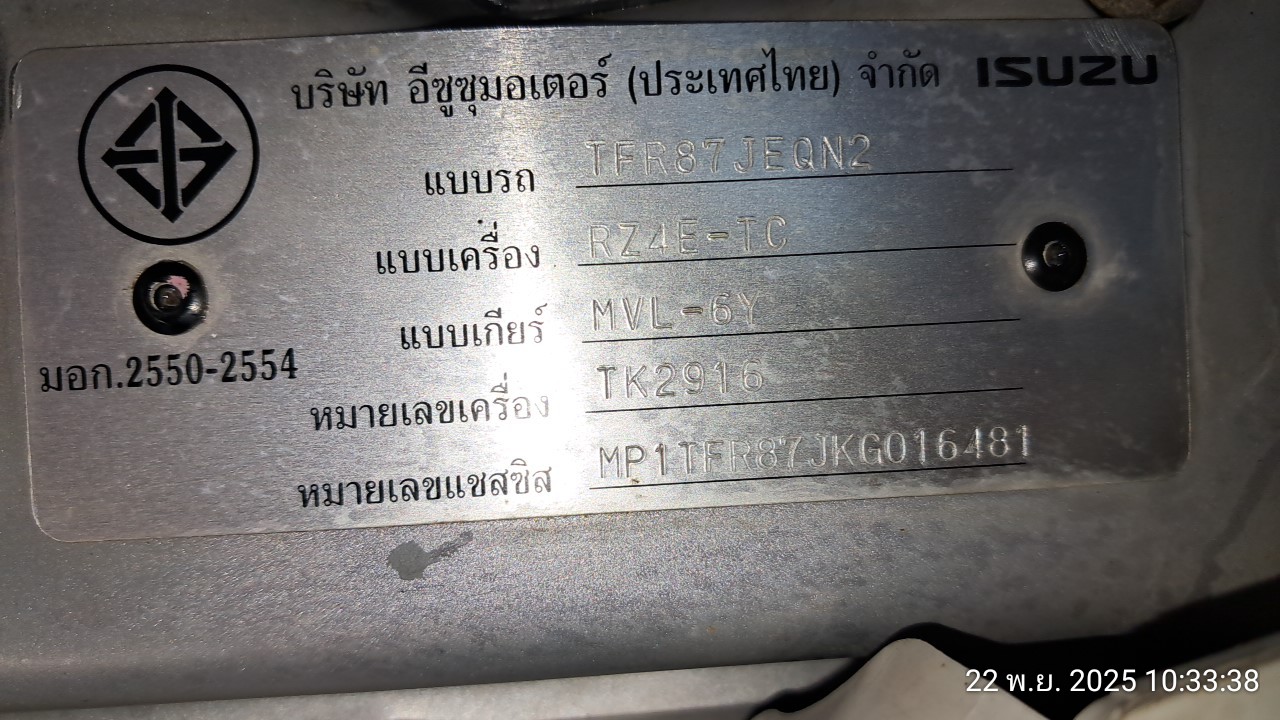 บริษัท อีซูซุมอเตอร์ (ประเทศไทย) จำกัด ISUZU
แบบรถ TFR87JEQN2
แบบเครื่อง RZ4E-TC
แบบเกียร์ MVL-6Y
มอก.2550-2554
หมายเลขเครื่อง TK2916
หมายเลขแชสซิส MP1TFR87JKG016481
22 พ.ย. 2025 10:33:38